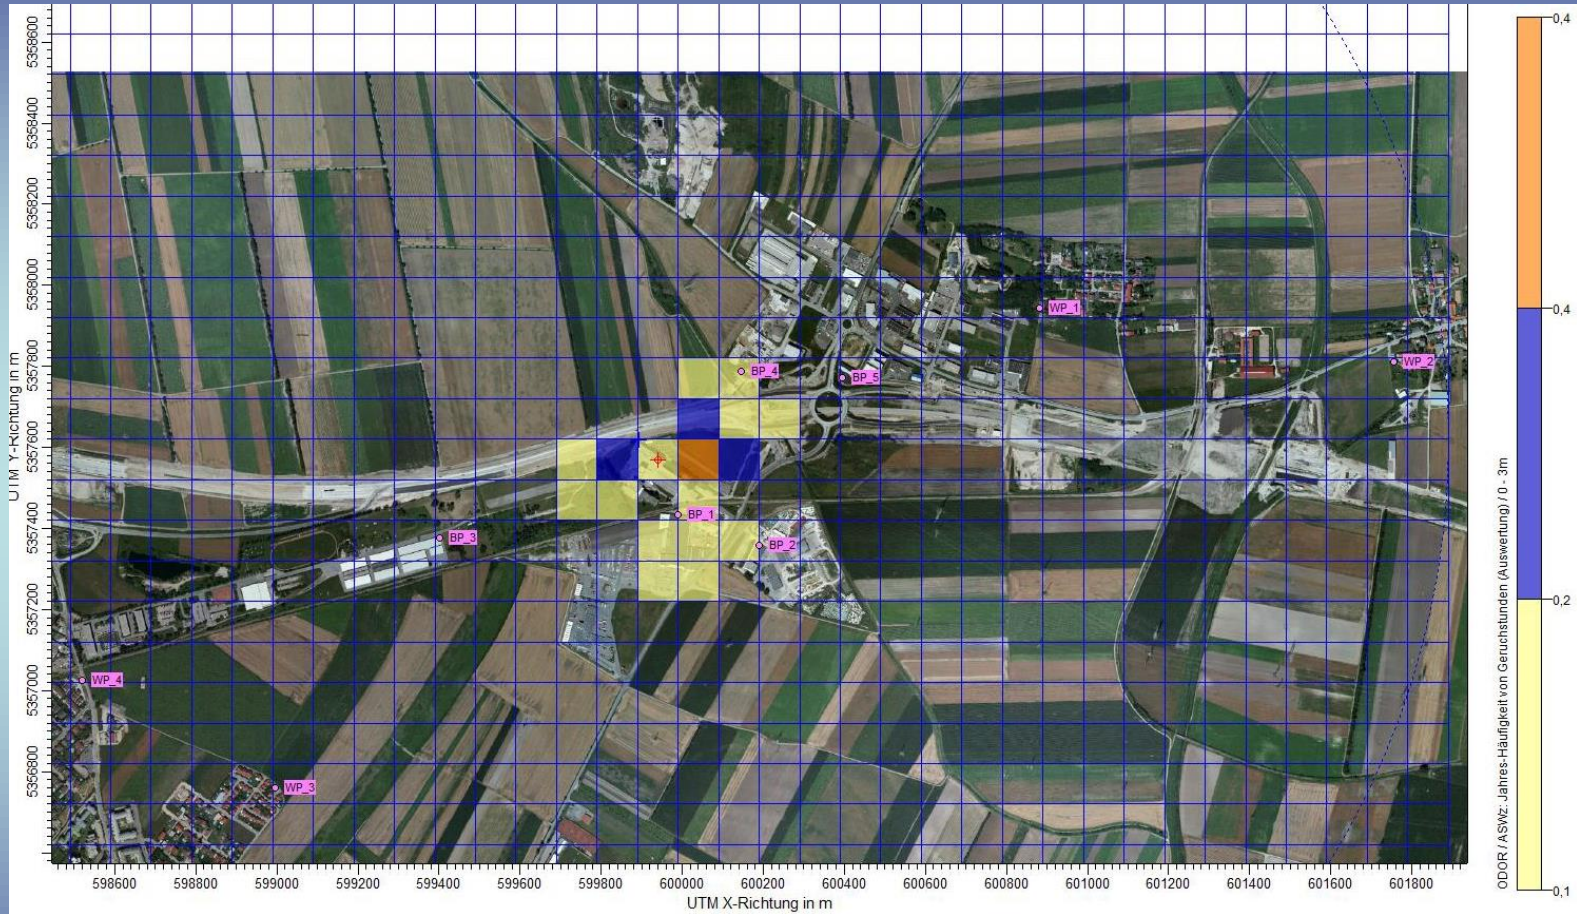 5358600
5358400
5358200
5358000
5357800
5357600
5357400
5357200
5357000
5356800
UTM Y-Richtung in m
WP_1
WP_2
BP_4
BP_5
BP_1
BP_2
BP_3
WP_4
WP_3
598600 598800 599000 599200 599400 599600 599800 600000 600200 600400 600600 600800 601000 601200 601400 601600 601800
UTM X-Richtung in m
0,4
0,4
0,2
0,1
ODOR / ASWz: Jahres-Häufigkeit von Geruchstunden (Auswertung) / 0 - 3m